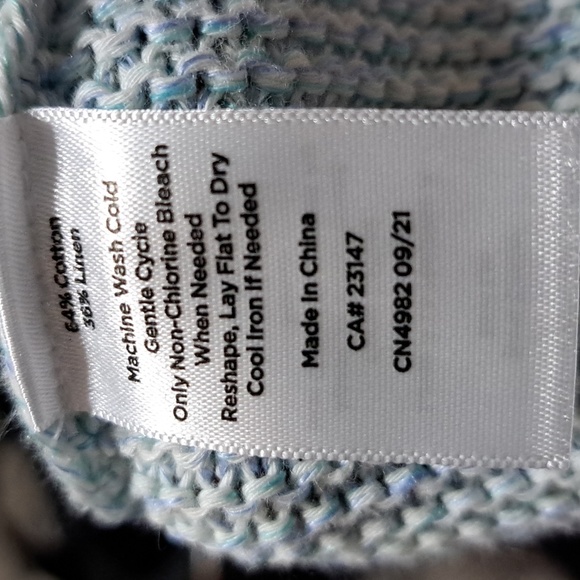 64% Cotton
36% Linen
Machine Wash Cold
Gentle Cycle
Only Non-Chlorine Bleach
When Needed
Reshape, Lay Flat To Dry
Cool Iron If Needed
Made In China
CA# 23147
CN4982 09/21